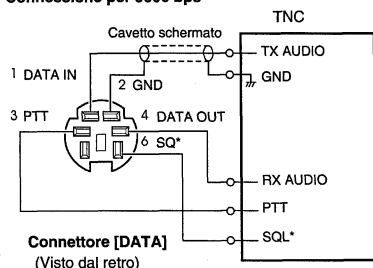 Connessione per 9600 bps
TNC
Cavetto schermato
TX AUDIO
1 DATA IN
2 GND
GND
3 PTT
4 DATA OUT
6 SQ*
RX AUDIO
PTT
SQL*
Connettore [DATA]
(Visto dal retro)